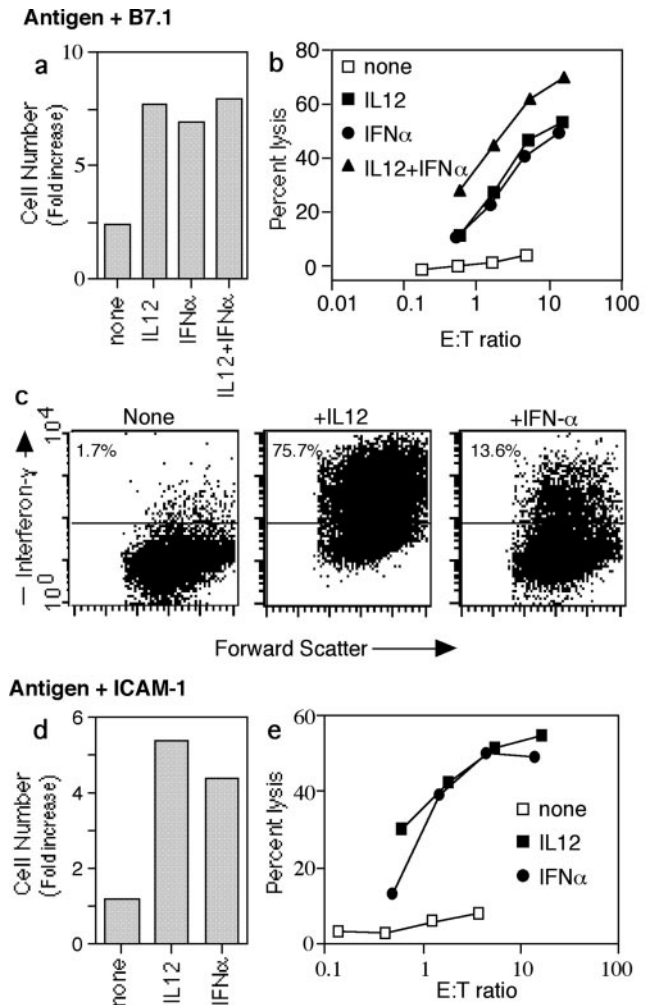 Antigen + B7.1
a
10
5
0
Cell Number
(Fold increase)
none
IL12
IFNα
IL12+IFNα
b
80
60
40
20
0
Percent lysis
none
IL12
IFNα
IL12+IFNα
0.01
0.1
1
10
100
E:T ratio
c
None
+IL12
+IFN-α
10^4
1.7%
75.7%
13.6%
Interferon-γ
10^0
Forward Scatter
Antigen + ICAM-1
d
6
4
2
0
Cell Number
(Fold increase)
none
IL12
IFNα
e
60
40
20
0
Percent lysis
none
IL12
IFNα
0.1
1
10
100
E:T ratio